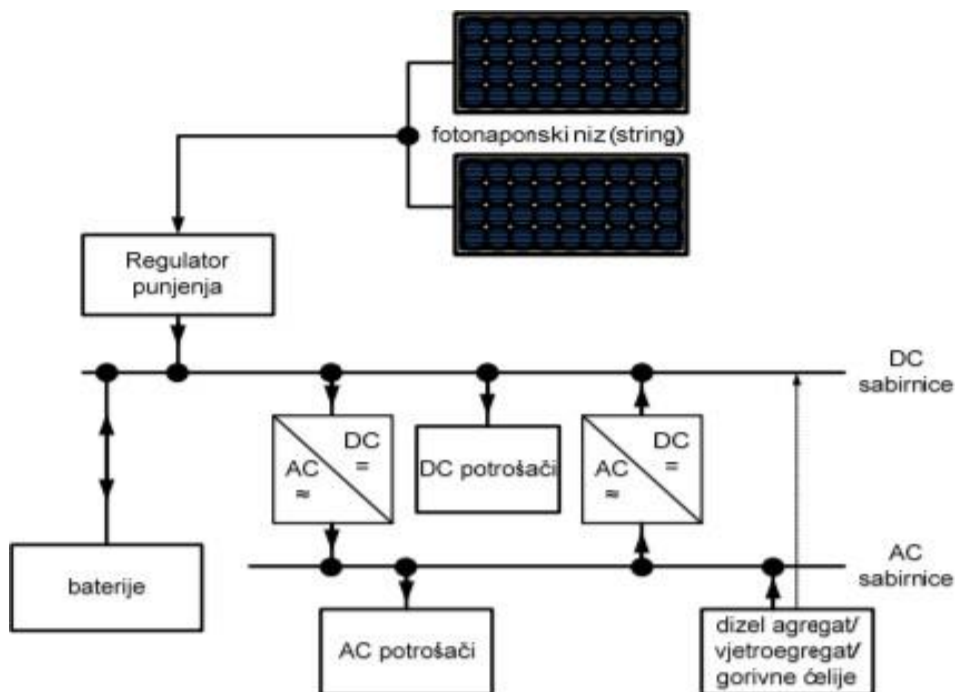 fotonaponski niz (string)
Regulator
punjenja
DC
sabirnice
DC
=
AC
≈
DC potrošači
DC
=
AC
≈
AC
sabirnice
baterije
AC potrošači
dizel agregat/
vjetroegregat/
gorivne ćelije